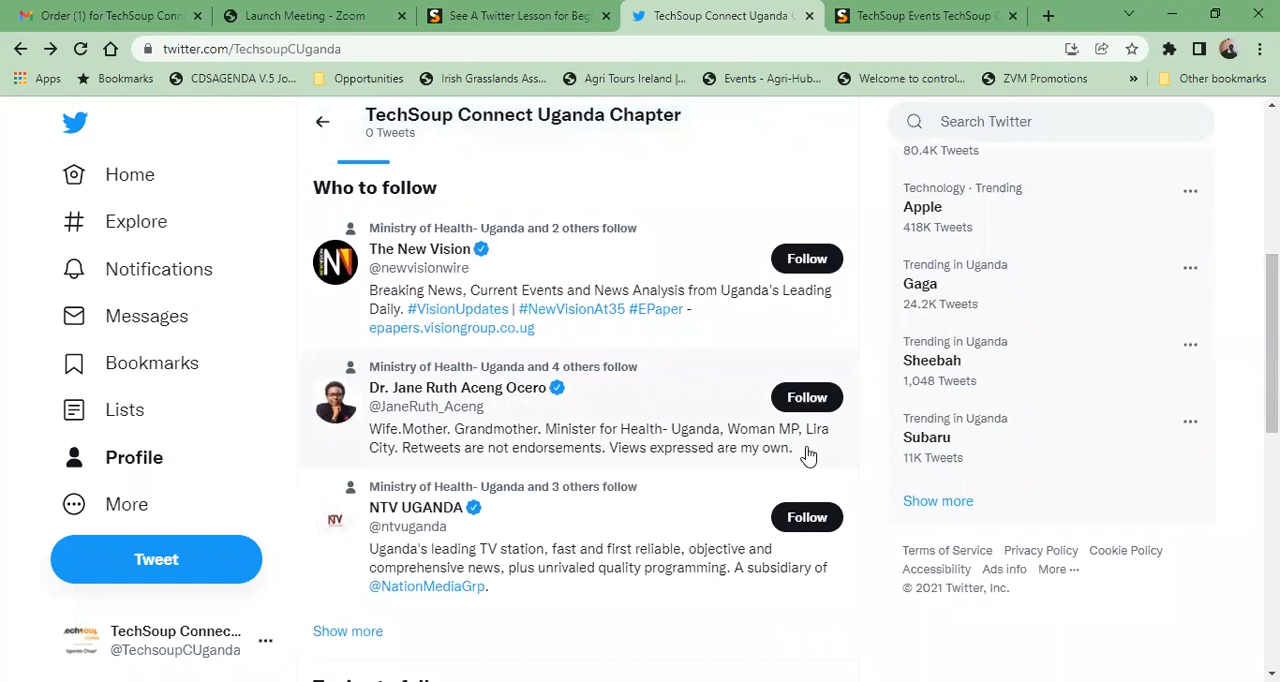 Order (1) for TechSoup Conn
Launch Meeting - Zoom
See A Twitter Lesson for Begi
TechSoup Connect Uganda C
TechSoup Events TechSoup C
twitter.com/TechsoupCUganda
Apps
Bookmarks
CDSAGENDA V.5 Jo...
Opportunities
Irish Grasslands Ass...
Agri Tours Ireland |...
Events - Agri-Hub...
Welcome to control...
ZVM Promotions
»
Other bookmarks
TechSoup Connect Uganda Chapter
0 Tweets
Home
Explore
Notifications
Messages
Bookmarks
Lists
Profile
More
Tweet
TechSoup Connec...
@TechsoupCUganda
Who to follow
Ministry of Health- Uganda and 2 others follow
The New Vision
@newvisionwire
Follow
Breaking News, Current Events and News Analysis from Uganda's Leading
Daily. #VisionUpdates | #NewVisionAt35 #EPaper -
epapers.visiongroup.co.ug
Ministry of Health- Uganda and 4 others follow
Dr. Jane Ruth Aceng Ocero
@JaneRuth_Aceng
Follow
Wife.Mother. Grandmother. Minister for Health- Uganda, Woman MP, Lira
City. Retweets are not endorsements. Views expressed are my own.
Ministry of Health- Uganda and 3 others follow
NTV
NTV UGANDA
@ntvuganda
Follow
Uganda's leading TV station, fast and first reliable, objective and
comprehensive news, plus unrivaled quality programming. A subsidiary of
@NationMediaGrp.
Show more
Search Twitter
80.4K Tweets
Technology · Trending
Apple
418K Tweets
Trending in Uganda
Gaga
24.2K Tweets
Trending in Uganda
Sheebah
1,048 Tweets
Trending in Uganda
Subaru
11K Tweets
Show more
Terms of Service Privacy Policy Cookie Policy
Accessibility Ads info More ···
© 2021 Twitter, Inc.